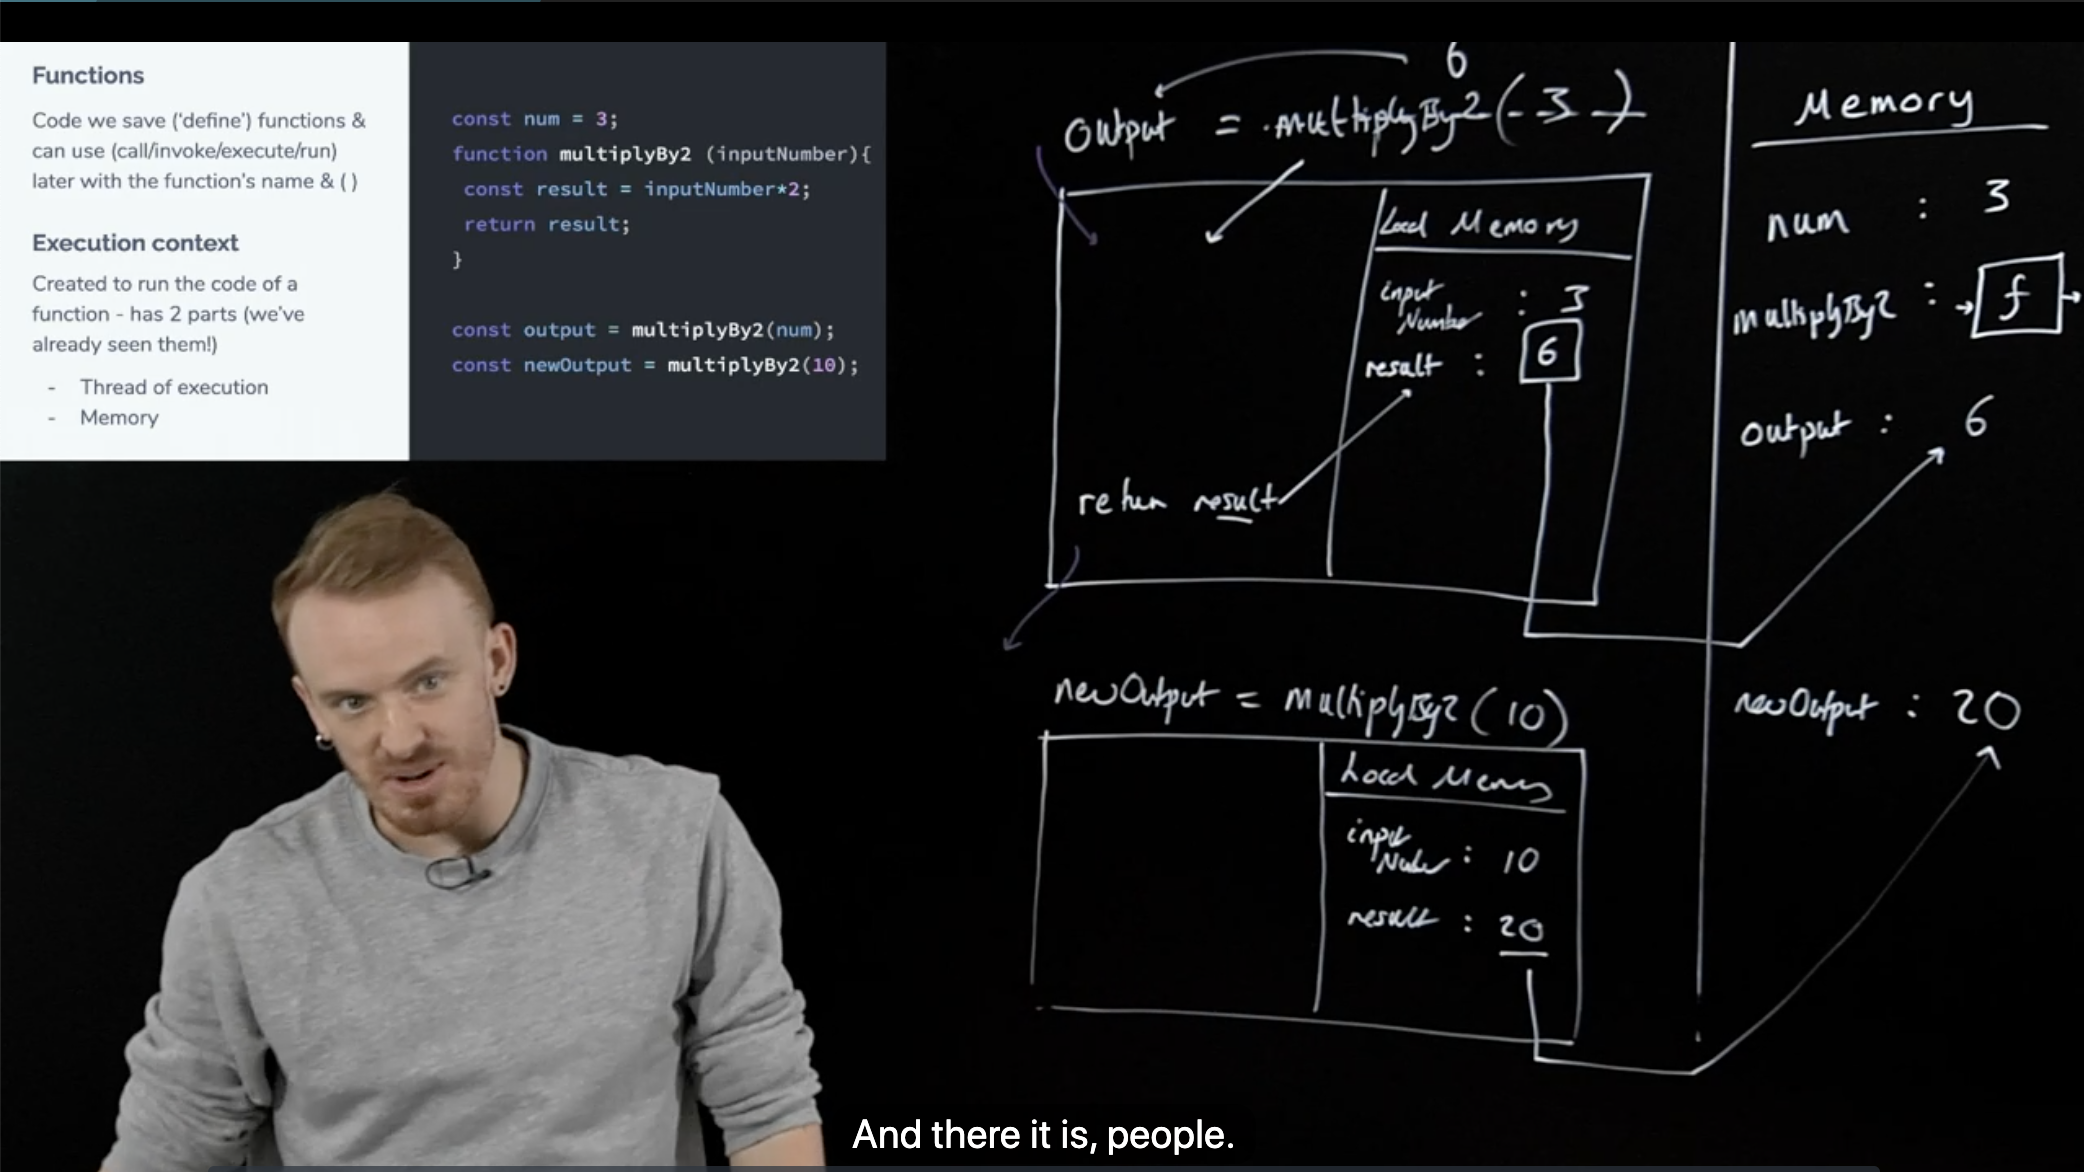 Functions
Code we save ('define') functions &
can use (call/invoke/execute/run)
later with the function's name & ( )
Execution context
Created to run the code of a
function - has 2 parts (we've
already seen them!)
- Thread of execution
- Memory
const num = 3;
function multiplyBy2 (inputNumber){
const result = inputNumber*2;
return result;
}
const output = multiplyBy2(num);
const newOutput = multiplyBy2(10);
6
Output = multiplyBy2 ( 3 )
Local Memory
input
Number : 3
result : 6
return result
newOutput = multiplyBy2 ( 10 )
Local Memory
input
Number : 10
result : 20
Memory
num : 3
multiplyBy2 : f
output : 6
newOutput : 20
And there it is, people.